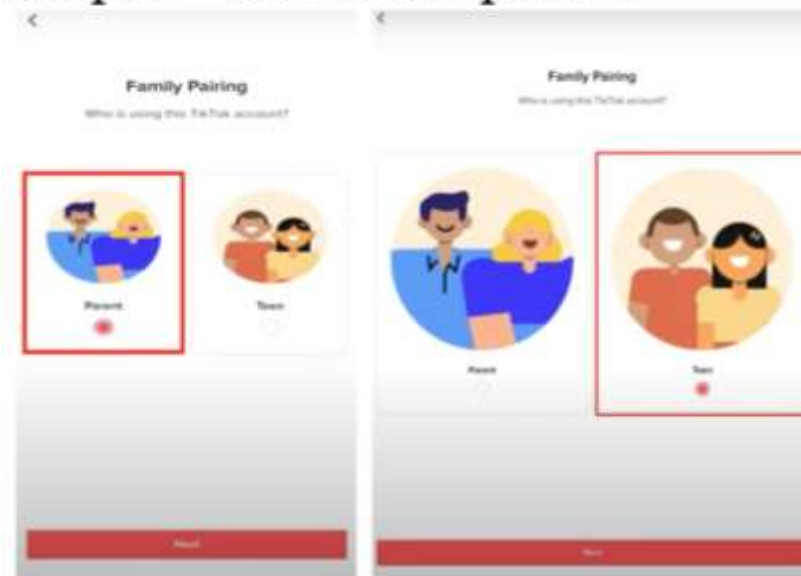 Family Pairing
Who is using this TikTok account?
Parent
Teen
Next
Family Pairing
Who is using this TikTok account?
Parent
Teen
Next